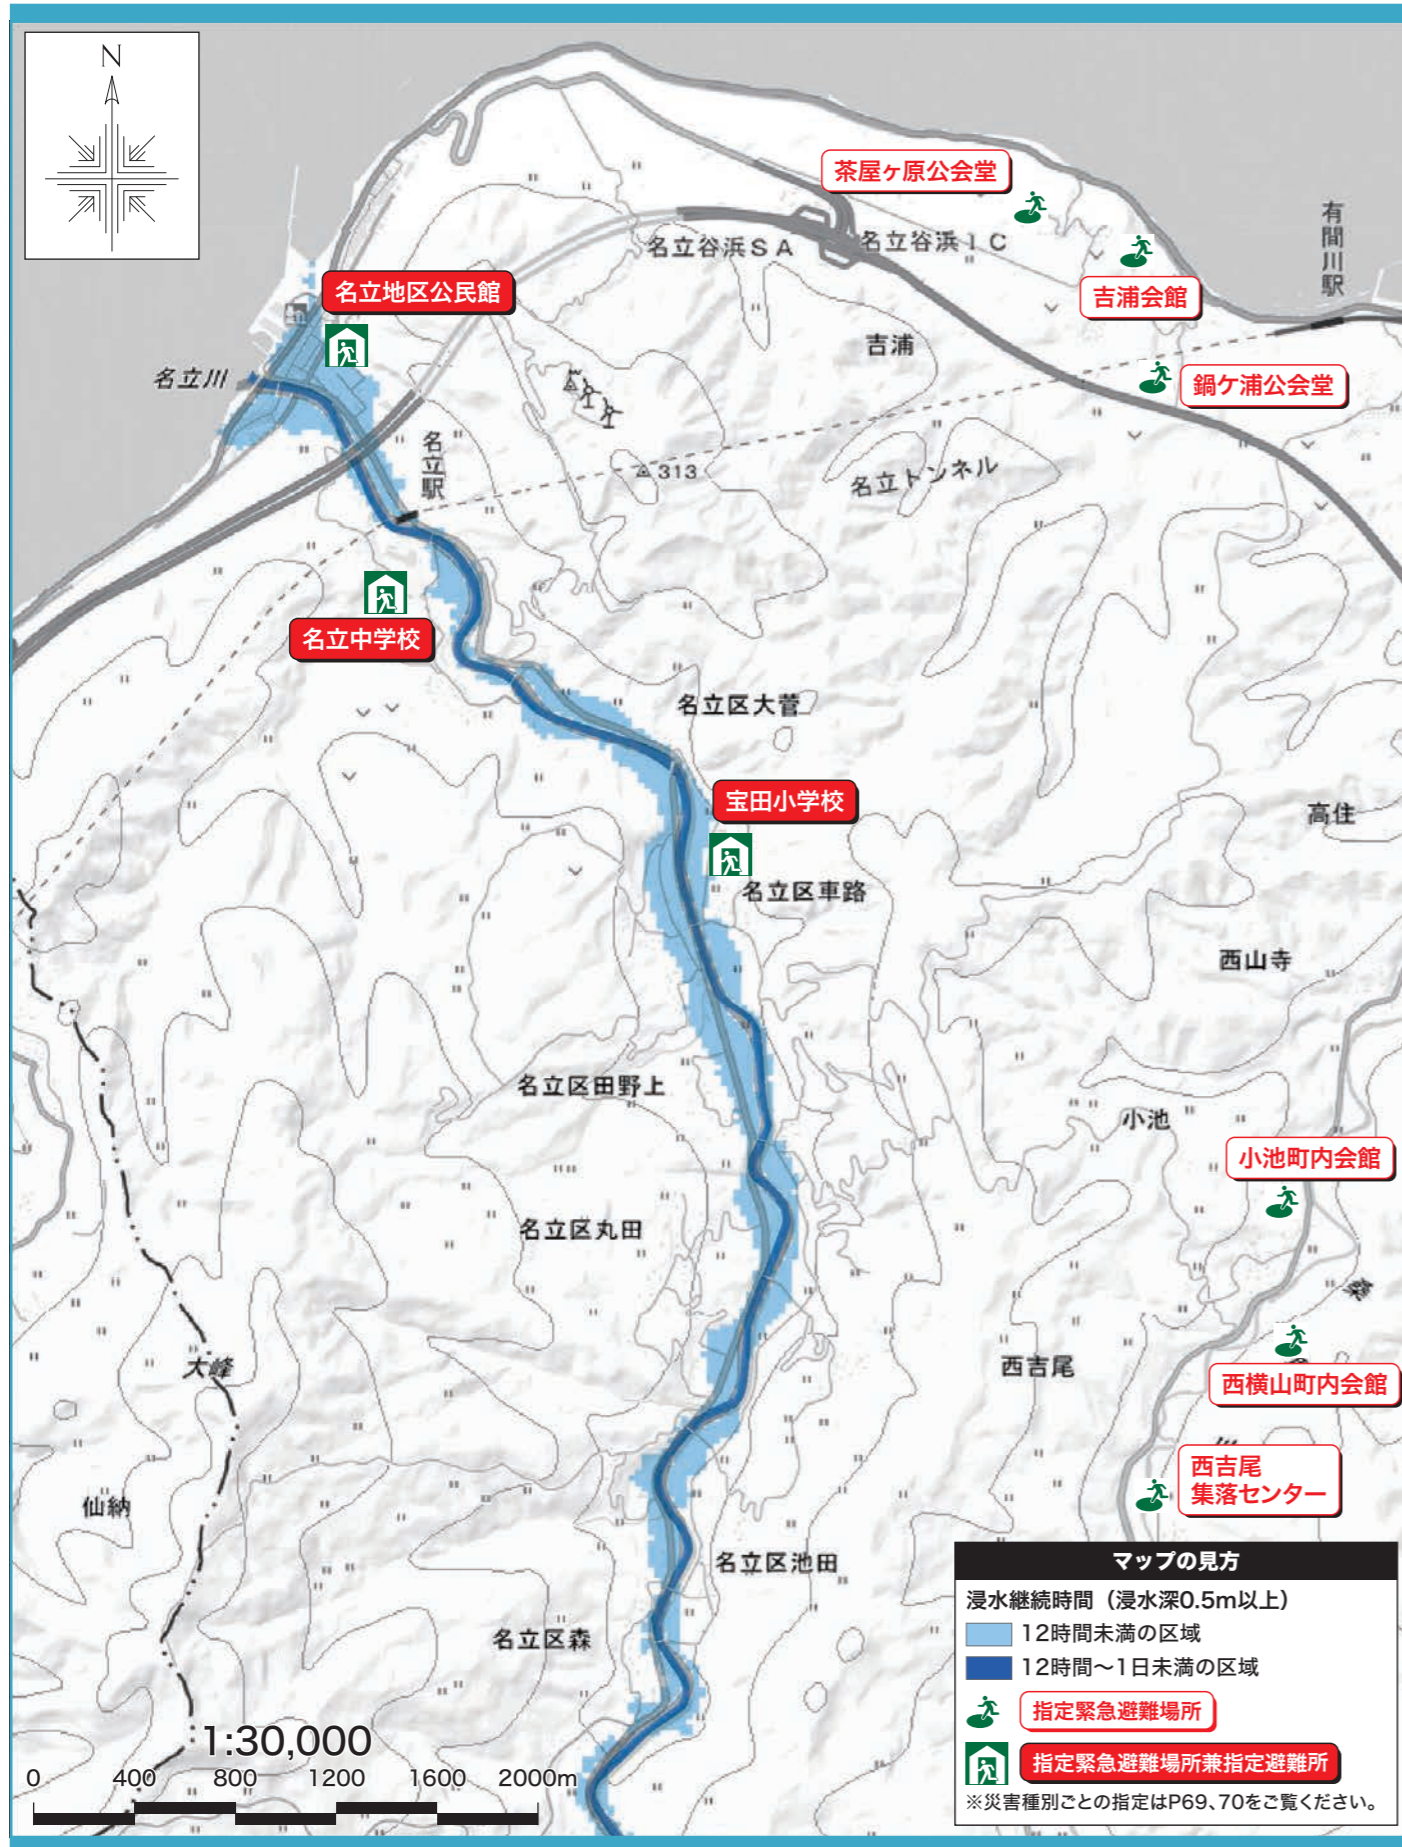 N
茶屋ヶ原公会堂
有間川駅
名立谷浜SA
名立谷浜IC
吉浦会館
名立地区公民館
吉浦
名立川
鍋ケ浦公会堂
名立駅
313
名立トンネル
名立中学校
名立区大菅
宝田小学校
高住
名立区車路
西山寺
名立区田野上
小池
小池町内会館
名立区丸田
桑
大峰
西吉尾
西横山町内会館
川
西吉尾
集落センター
仙納
名立区池田
名立区森
1:30,000
0 400 800 1200 1600 2000m
マップの見方
浸水継続時間（浸水深0.5m以上）
12時間未満の区域
12時間〜1日未満の区域
指定緊急避難場所
指定緊急避難場所兼指定避難所
※災害種別ごとの指定はP69、70をご覧ください。